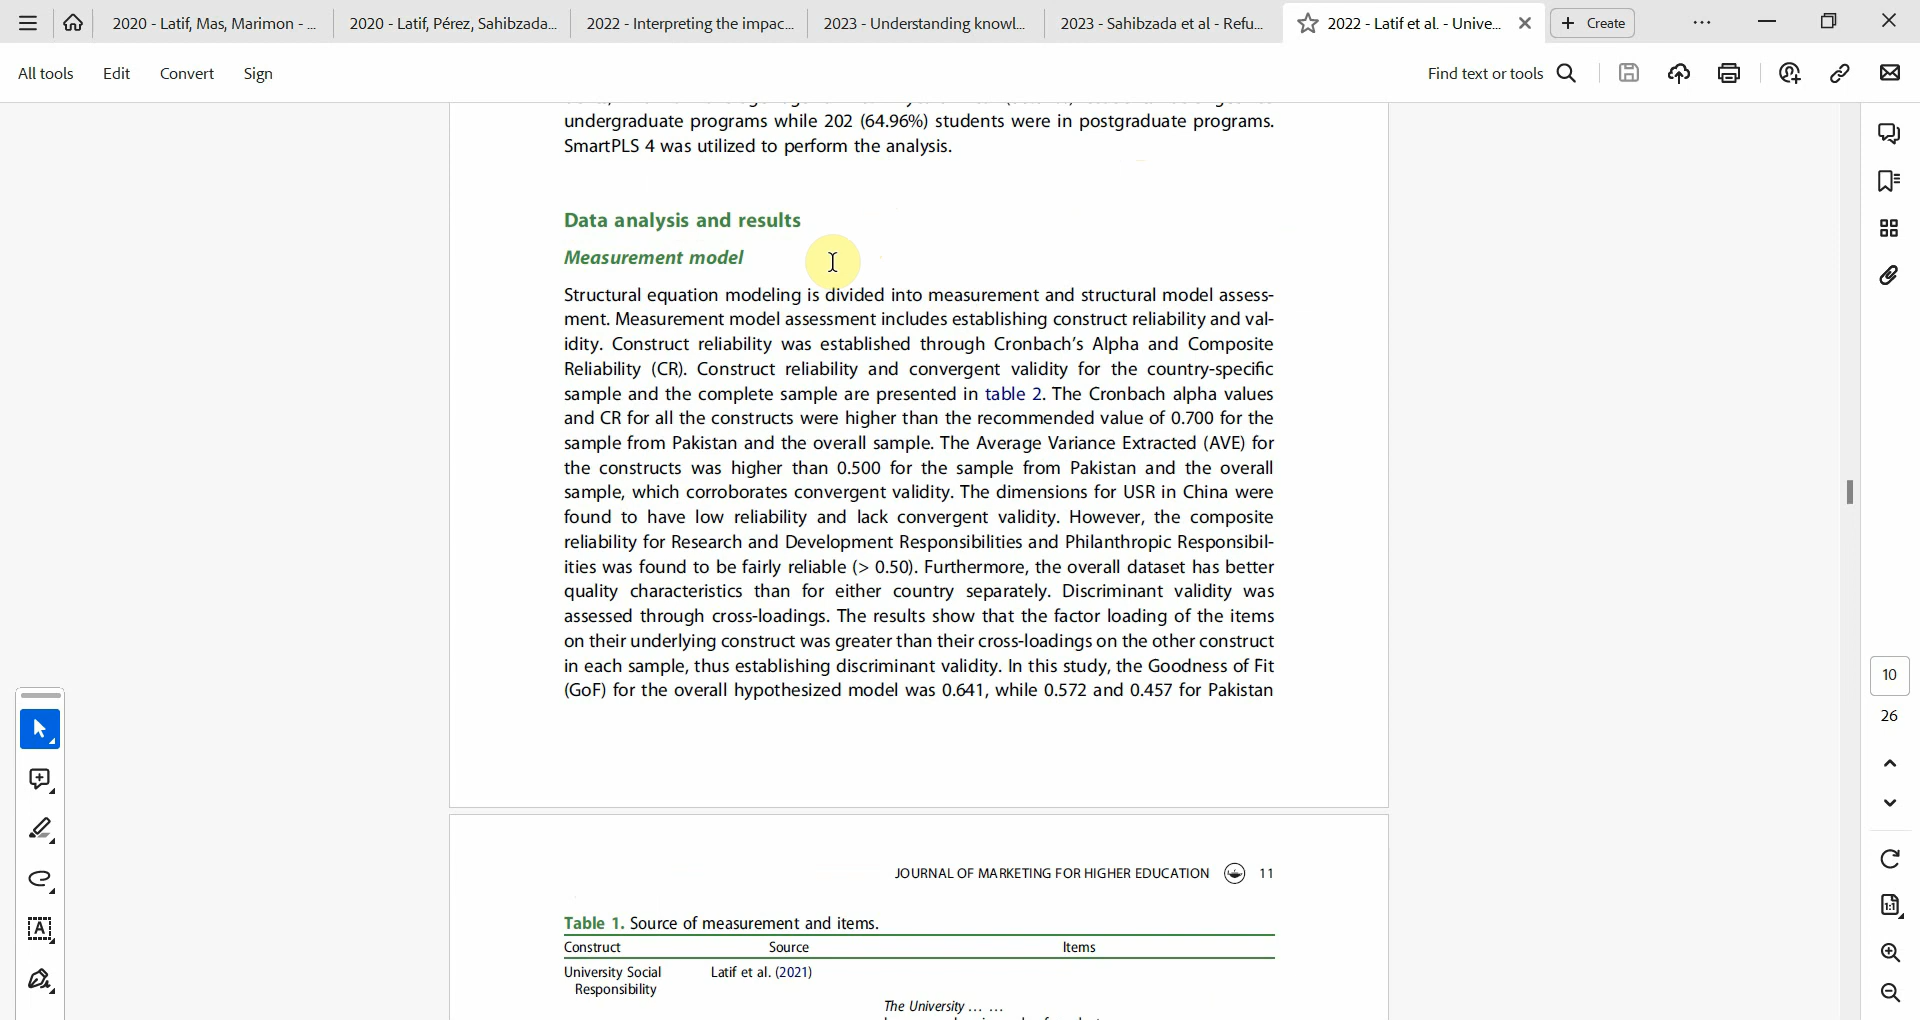 2020 - Latif, Mas, Marimon - ...
2020 - Latif, Pérez, Sahibzada...
2022 - Interpreting the impac...
2023 - Understanding knowl...
2023 - Sahibzada et al - Refu...
2022 - Latif et al. - Unive...
Create
All tools
Edit
Convert
Sign
Find text or tools
undergraduate programs while 202 (64.96%) students were in postgraduate programs.
SmartPLS 4 was utilized to perform the analysis.
Data analysis and results
Measurement model
Structural equation modeling is divided into measurement and structural model assess-
ment. Measurement model assessment includes establishing construct reliability and val-
idity. Construct reliability was established through Cronbach's Alpha and Composite
Reliability (CR). Construct reliability and convergent validity for the country-specific
sample and the complete sample are presented in table 2. The Cronbach alpha values
and CR for all the constructs were higher than the recommended value of 0.700 for the
sample from Pakistan and the overall sample. The Average Variance Extracted (AVE) for
the constructs was higher than 0.500 for the sample from Pakistan and the overall
sample, which corroborates convergent validity. The dimensions for USR in China were
found to have low reliability and lack convergent validity. However, the composite
reliability for Research and Development Responsibilities and Philanthropic Responsibil-
ities was found to be fairly reliable (> 0.50). Furthermore, the overall dataset has better
quality characteristics than for either country separately. Discriminant validity was
assessed through cross-loadings. The results show that the factor loading of the items
on their underlying construct was greater than their cross-loadings on the other construct
in each sample, thus establishing discriminant validity. In this study, the Goodness of Fit
(GoF) for the overall hypothesized model was 0.641, while 0.572 and 0.457 for Pakistan
JOURNAL OF MARKETING FOR HIGHER EDUCATION 11
Table 1. Source of measurement and items.
Construct Source Items
University Social Latif et al. (2021)
Responsibility
The University ... ...
10
26